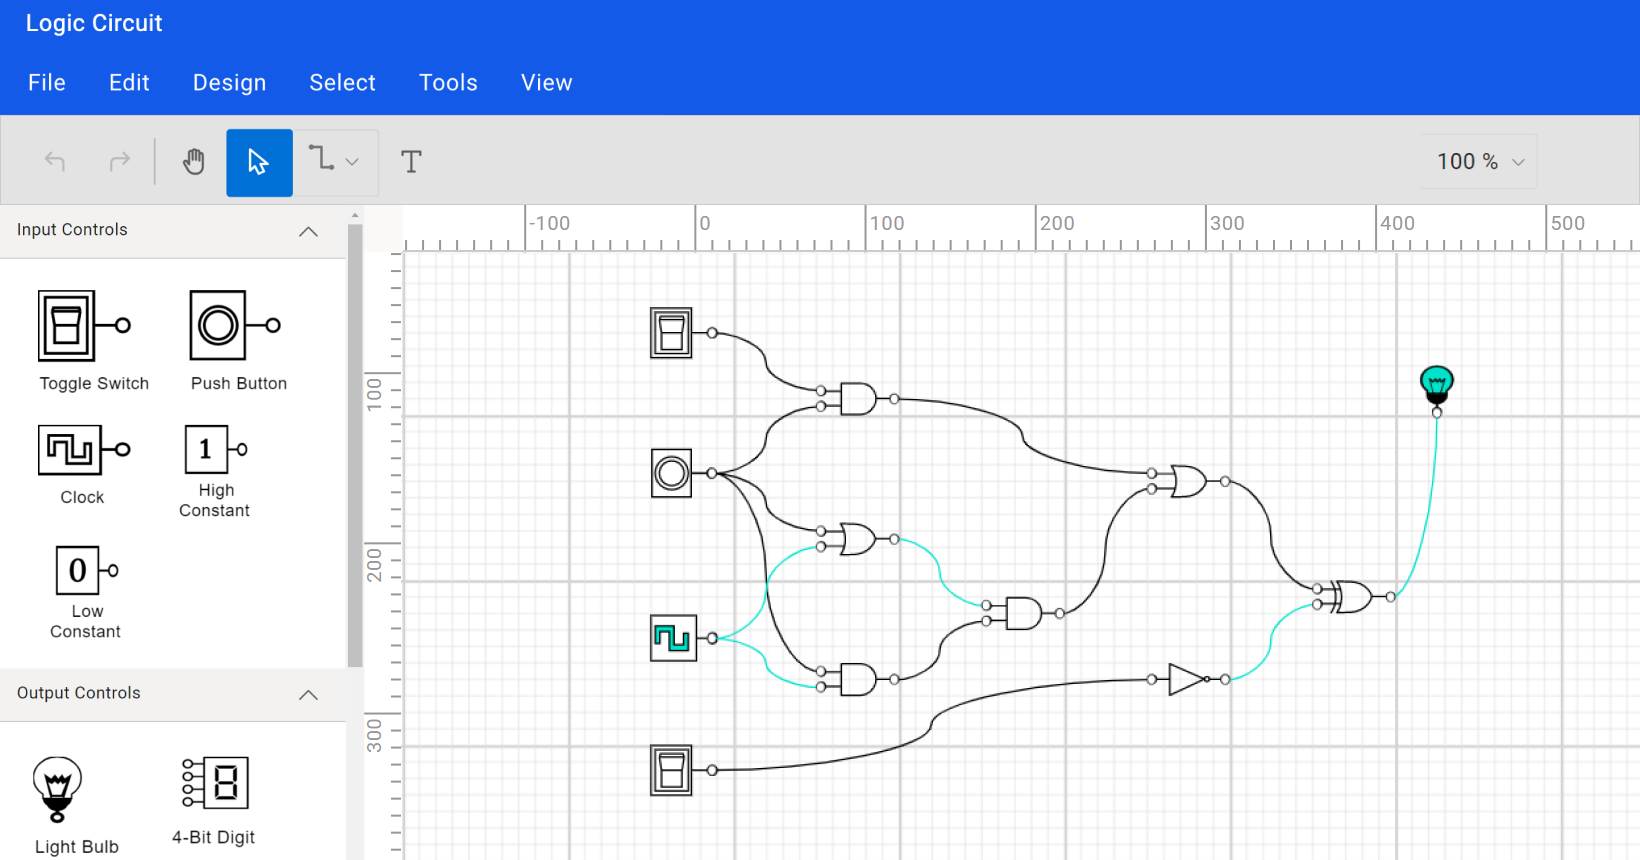 Logic Circuit
File Edit Design Select Tools View
T 100 %
Input Controls
-100 0 100 200 300 400 500
Toggle Switch Push Button
1
Clock
High
Constant
0
Low
Constant
Output Controls
8
Light Bulb
4-Bit Digit
100
200
300